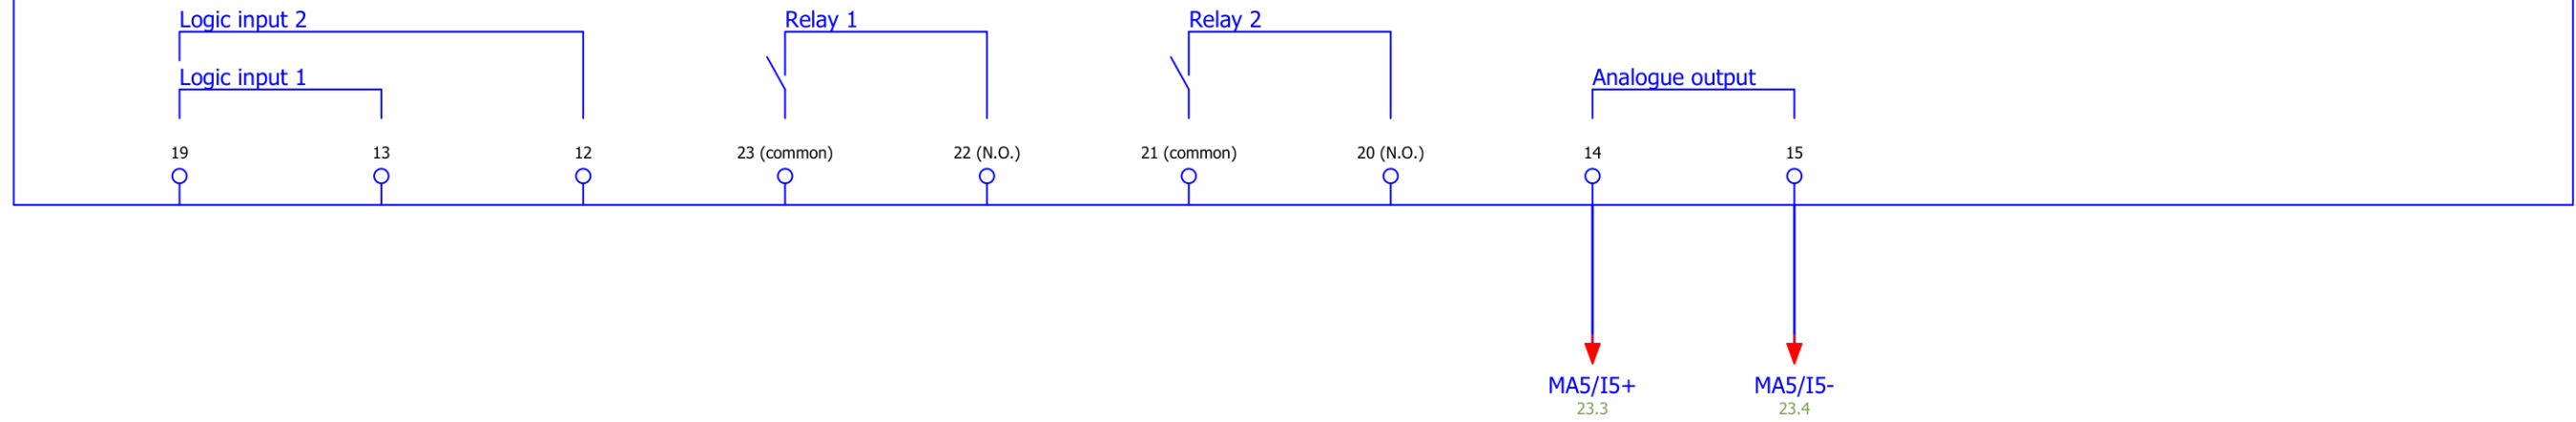 Logic input 2
Relay 1
Relay 2
Logic input 1
Analogue output
19
13
12
23 (common)
22 (N.O.)
21 (common)
20 (N.O.)
14
15
MA5/I5+
MA5/I5-
23.3
23.4